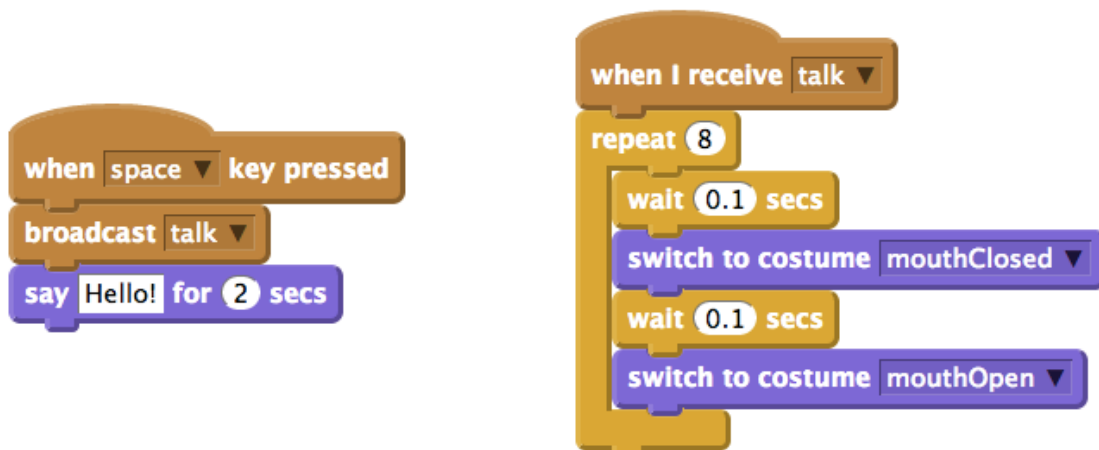 when space ▼ key pressed
broadcast talk ▼
say Hello! for 2 secs
when I receive talk ▼
repeat 8
wait 0.1 secs
switch to costume mouthClosed ▼
wait 0.1 secs
switch to costume mouthOpen ▼